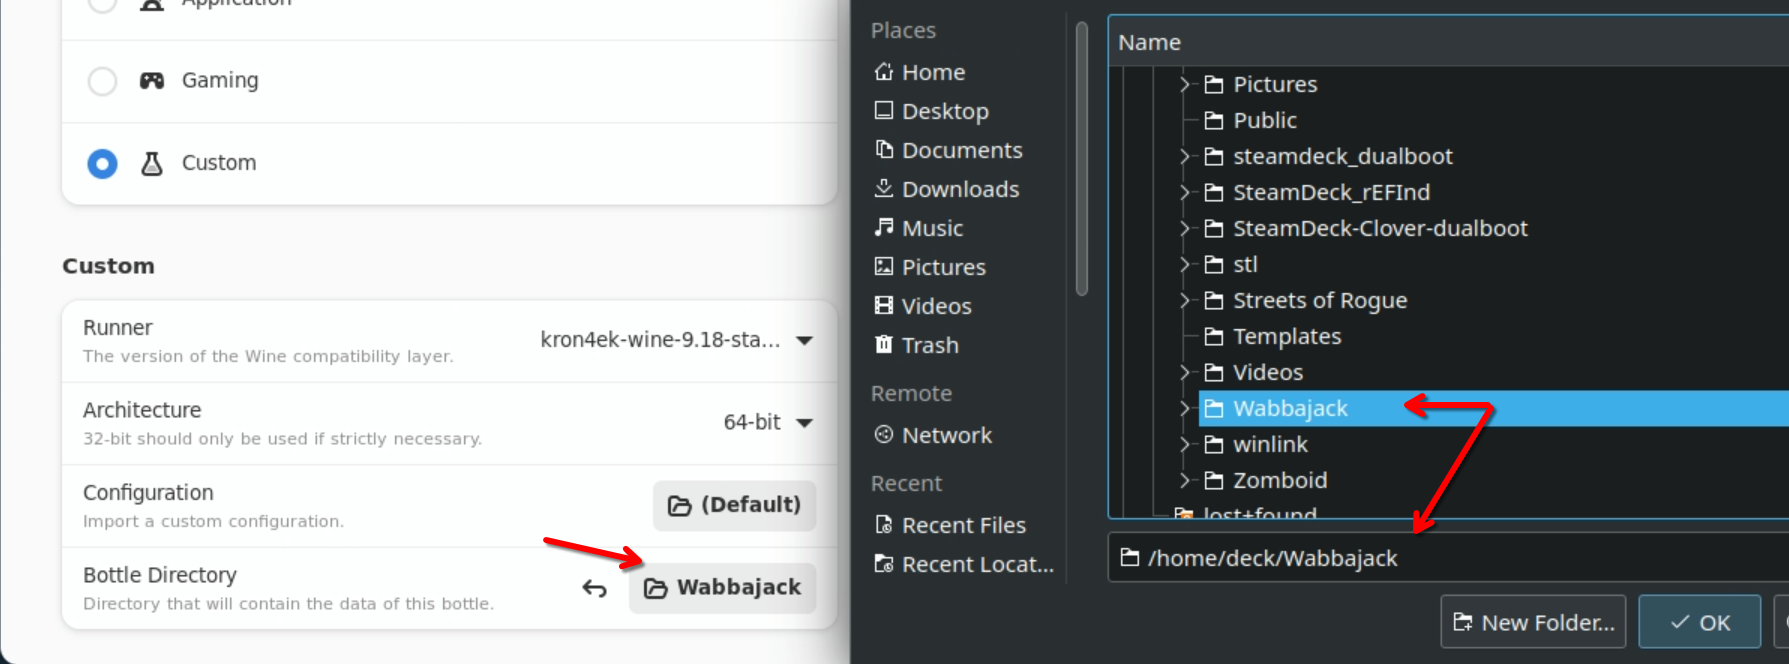 Application
Gaming
Custom
Custom
Runner
The version of the Wine compatibility layer.
kron4ek-wine-9.18-sta...
Architecture
32-bit should only be used if strictly necessary.
64-bit
Configuration
Import a custom configuration.
(Default)
Bottle Directory
Directory that will contain the data of this bottle.
Wabbajack
Places
Home
Desktop
Documents
Downloads
Music
Pictures
Videos
Trash
Remote
Network
Recent
Recent Files
Recent Locat...
Name
Pictures
Public
steamdeck_dualboot
SteamDeck_rEFInd
SteamDeck-Clover-dualboot
stl
Streets of Rogue
Templates
Videos
Wabbajack
winlink
Zomboid
lost+found
/home/deck/Wabbajack
New Folder...
OK